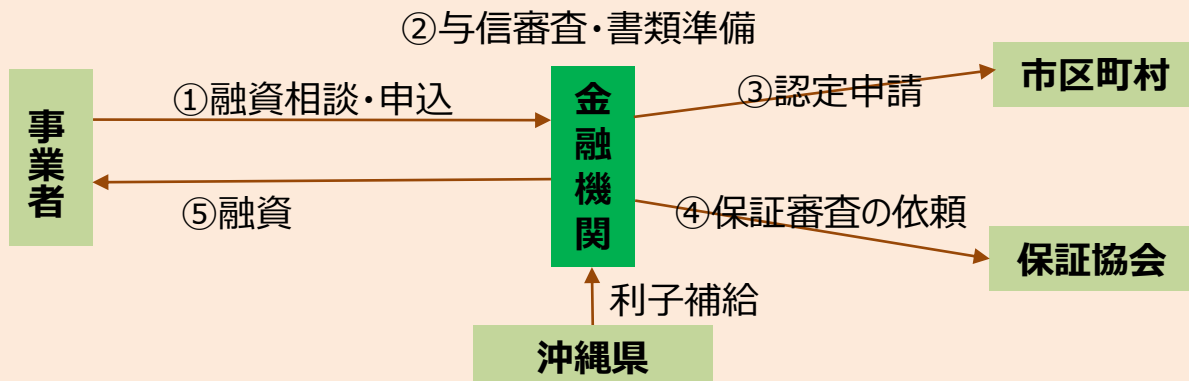 ②与信審査・書類準備
事業者
①融資相談・申込
金融機関
③認定申請
市区町村
⑤融資
④保証審査の依頼
保証協会
利子補給
沖縄県